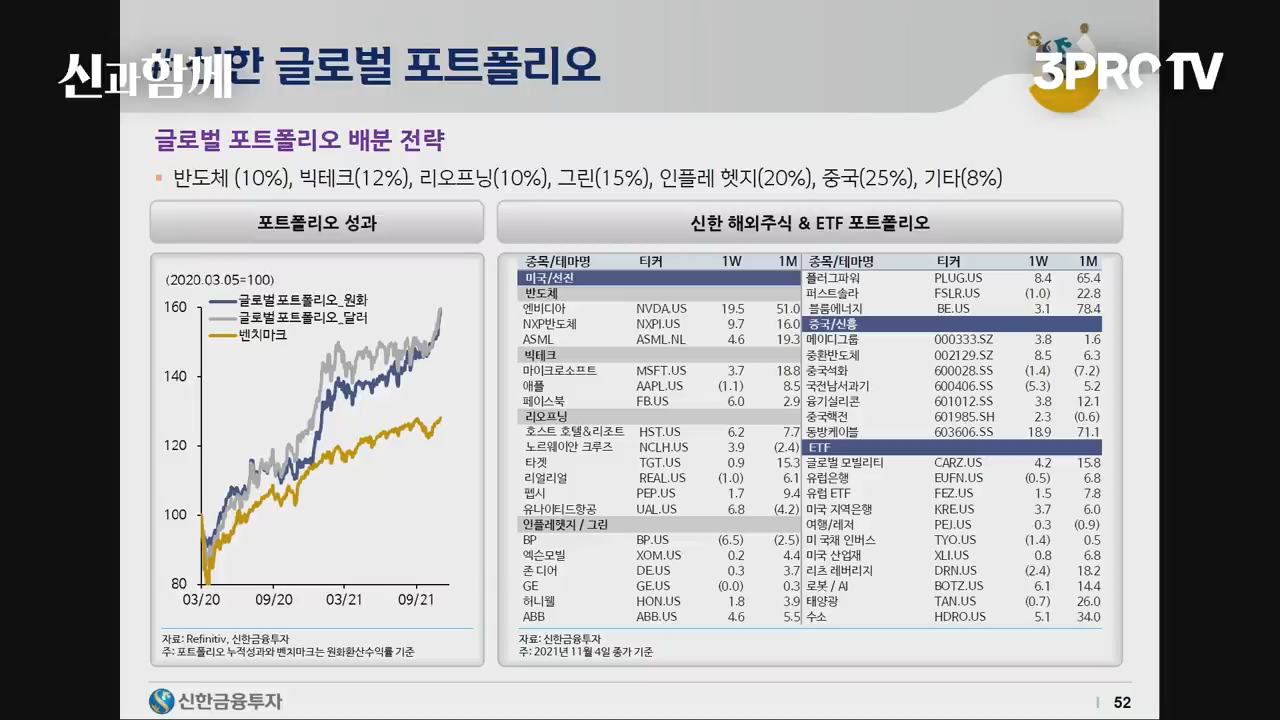 신과함께
신한 글로벌 포트폴리오
3PROTV
글로벌 포트폴리오 배분 전략
반도체 (10%), 빅테크(12%), 리오프닝(10%), 그린(15%), 인플레 헷지(20%), 중국(25%), 기타(8%)
포트폴리오 성과
(2020.03.05=100)
글로벌 포트폴리오_원화
글로벌 포트폴리오_달러
벤치마크
160
140
120
100
80
03/20 09/20 03/21 09/21
자료: Refinitiv, 신한금융투자
주: 포트폴리오 누적성과와 벤치마크는 원화환산수익률 기준
신한 해외주식 & ETF 포트폴리오
종목/테마명 티커 1W 1M
미국/선진
반도체
엔비디아 NVDA.US 19.5 51.0
NXP반도체 NXPI.US 9.7 16.0
ASML ASML.NL 4.6 19.3
빅테크
마이크로소프트 MSFT.US 3.7 18.8
애플 AAPL.US (1.1) 8.5
페이스북 FB.US 6.0 2.9
리오프닝
호스트 호텔&리조트 HST.US 6.2 7.7
노르웨이안 크루즈 NCLH.US 3.9 (2.4)
타겟 TGT.US 0.9 15.3
리얼리얼 REAL.US (1.0) 6.1
펩시 PEP.US 1.7 9.4
유나이티드항공 UAL.US 6.8 (4.2)
인플레헷지 / 그린
BP BP.US (6.5) (2.5)
엑슨모빌 XOM.US 0.2 4.4
존 디어 DE.US 0.3 3.7
GE GE.US (0.0) 0.3
허니웰 HON.US 1.8 3.9
ABB ABB.US 4.6 5.5
종목/테마명 티커 1W 1M
플러그파워 PLUG.US 8.4 65.4
퍼스트솔라 FSLR.US (1.0) 22.8
블룸에너지 BE.US 3.1 78.4
중국/신흥
메이디그룹 000333.SZ 3.8 1.6
중환반도체 002129.SZ 8.5 6.3
중국석화 600028.SS (1.4) (7.2)
국전남서과기 600406.SS (5.3) 5.2
융기실리콘 601012.SS 3.8 12.1
중국핵전 601985.SH 2.3 (0.6)
동방케이블 603606.SS 18.9 71.1
ETF
글로벌 모빌리티 CARZ.US 4.2 15.8
유럽은행 EUFN.US (0.5) 6.8
유럽 ETF FEZ.US 1.5 7.8
미국 지역은행 KRE.US 3.7 6.0
여행/레저 PEJ.US 0.3 (0.9)
미 국채 인버스 TYO.US (1.4) 0.5
미국 산업재 XLI.US 0.8 6.8
리츠 레버리지 DRN.US (2.4) 18.2
로봇 / AI BOTZ.US 6.1 14.4
태양광 TAN.US (0.7) 26.0
수소 HDRO.US 5.1 34.0
자료: 신한금융투자
주: 2021년 11월 4일 종가 기준
신한금융투자
52